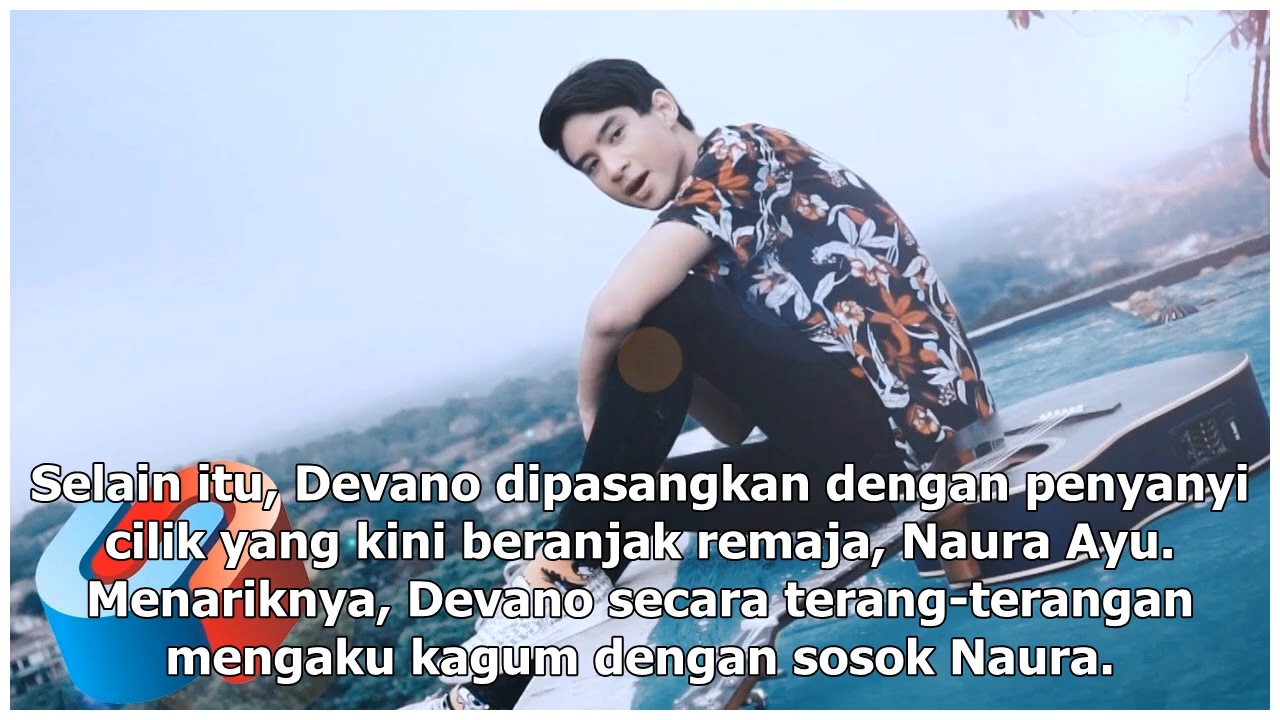 Selain itu, Devano dipasangkan dengan penyanyi
cilik yang kini beranjak remaja, Naura Ayu.
Menariknya, Devano secara terang-terangan
mengaku kagum dengan sosok Naura.